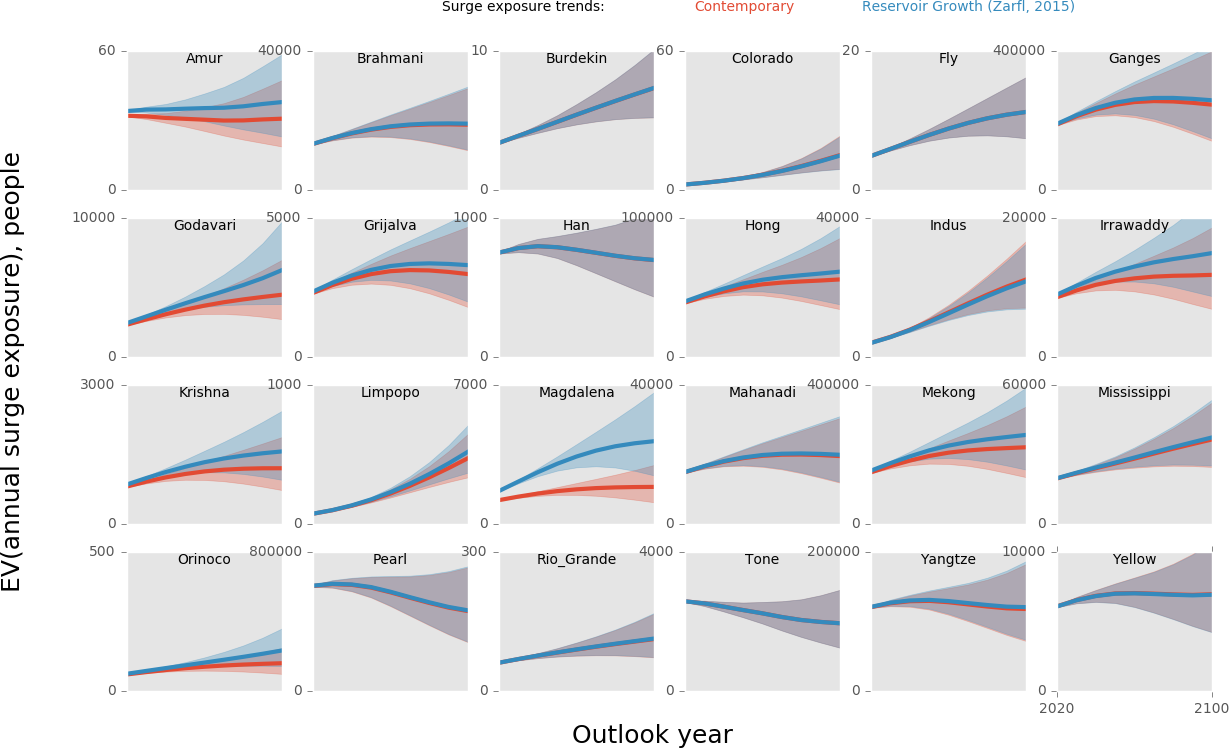 Surge exposure trends: Contemporary Reservoir Growth (Zarfl, 2015)
60 40000 10 60 20 400000
Amur Brahmani Burdekin Colorado Fly Ganges
0 0 0 0 0 0
10000 5000 1000 100000 40000 20000
Godavari Grijalva Han Hong Indus Irrawaddy
0 0 0 0 0 0
3000 1000 7000 40000 400000 60000
Krishna Limpopo Magdalena Mahanadi Mekong Mississippi
0 0 0 0 0 0
500 800000 300 4000 200000 10000
Orinoco Pearl Rio_Grande Tone Yangtze Yellow
0 0 0 0 0 0
2020 2100
EV(annual surge exposure), people
Outlook year